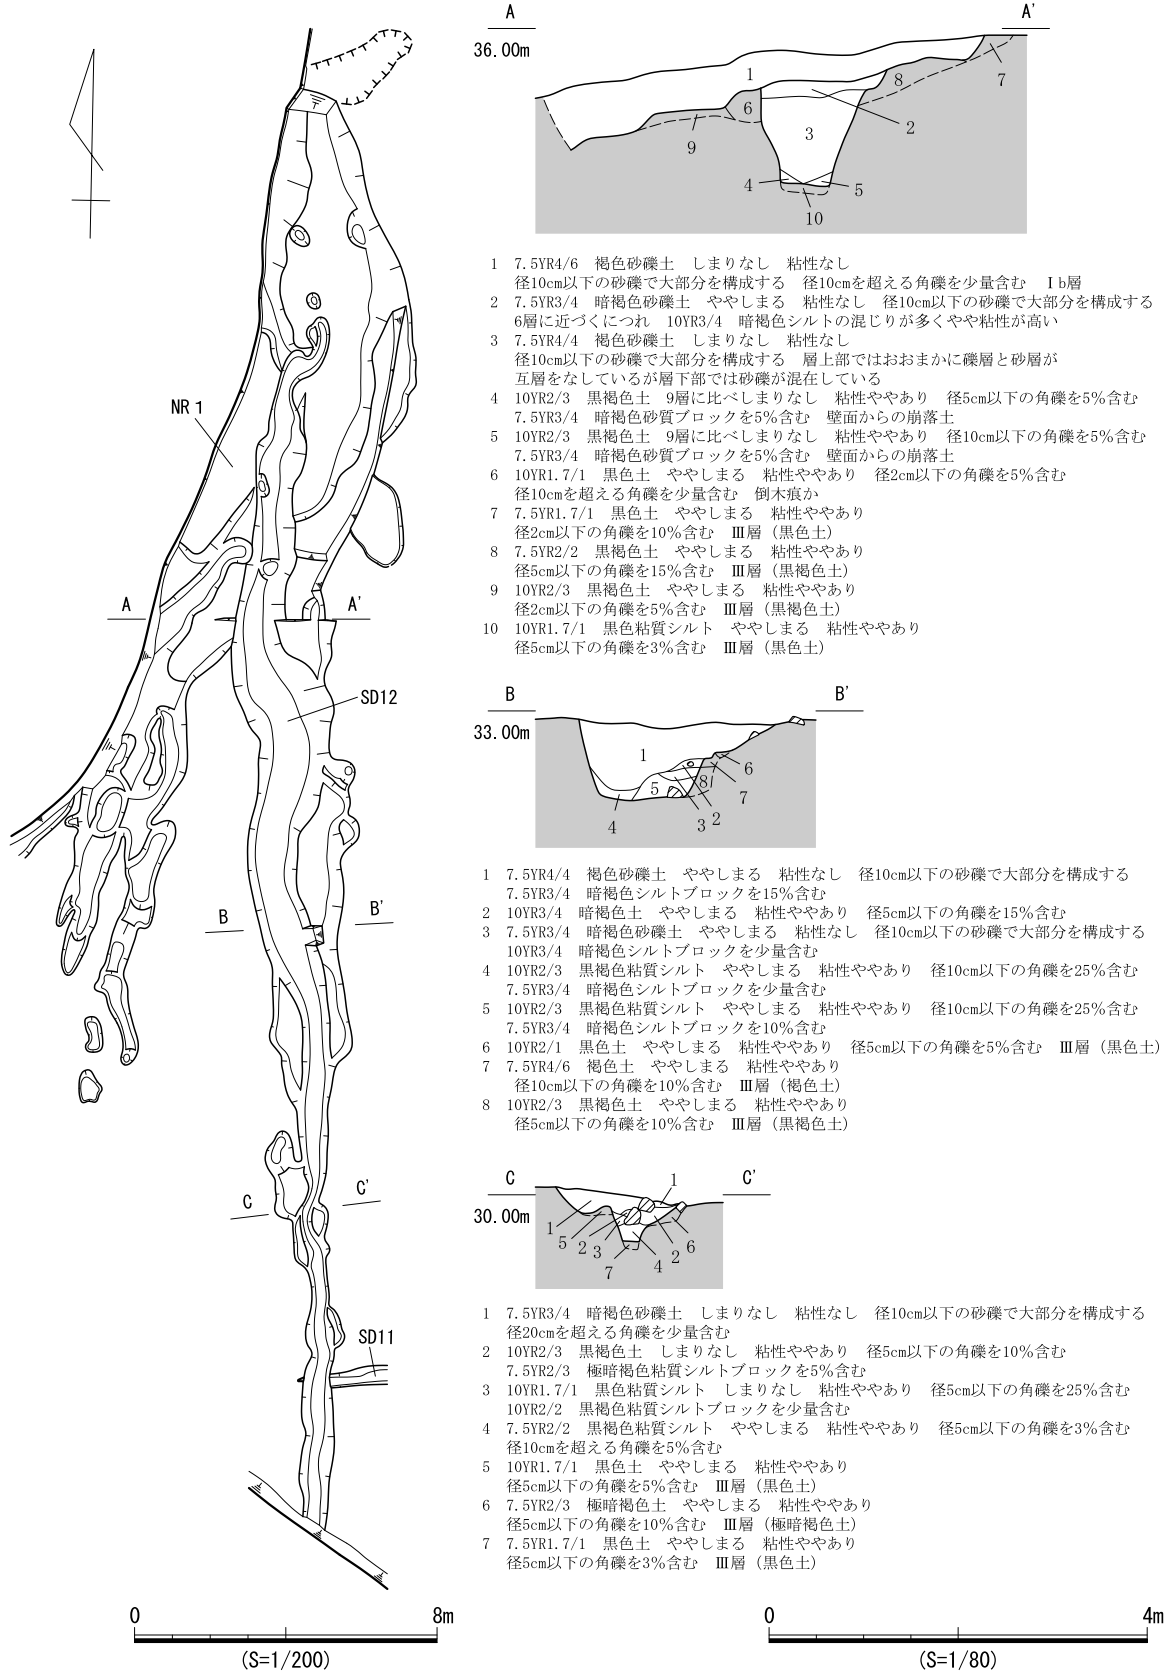 A A'
36.00m
1
8
7
6
2
3
9
4
5
10
1 7.5YR4/6 褐色砂礫土 しまりなし 粘性なし
径10cm以下の砂礫で大部分を構成する 径10cmを超える角礫を少量含む Ⅰb層
2 7.5YR3/4 暗褐色砂礫土 ややしまる 粘性なし 径10cm以下の砂礫で大部分を構成する
6層に近づくにつれ 10YR3/4 暗褐色シルトの混じりが多くやや粘性が高い
3 7.5YR4/4 褐色砂礫土 しまりなし 粘性なし
径10cm以下の砂礫で大部分を構成する 層上部ではおおまかに礫層と砂層が
互層をなしているが層下部では砂礫が混在している
4 10YR2/3 黒褐色土 9層に比べしまりなし 粘性ややあり 径5cm以下の角礫を5%含む
7.5YR3/4 暗褐色砂質ブロックを5%含む 壁面からの崩落土
5 10YR2/3 黒褐色土 9層に比べしまりなし 粘性ややあり 径10cm以下の角礫を5%含む
7.5YR3/4 暗褐色砂質ブロックを5%含む 壁面からの崩落土
6 10YR1.7/1 黒色土 ややしまる 粘性ややあり 径2cm以下の角礫を5%含む
径10cmを超える角礫を少量含む 倒木痕か
7 7.5YR1.7/1 黒色土 ややしまる 粘性ややあり
径2cm以下の角礫を10%含む Ⅲ層（黒色土）
8 7.5YR2/2 黒褐色土 ややしまる 粘性ややあり
径5cm以下の角礫を15%含む Ⅲ層（黒褐色土）
9 10YR2/3 黒褐色土 ややしまる 粘性ややあり
径2cm以下の角礫を5%含む Ⅲ層（黒褐色土）
10 10YR1.7/1 黒色粘質シルト ややしまる 粘性ややあり
径5cm以下の角礫を3%含む Ⅲ層（黒色土）
NR1
A A'
SD12
B B'
C C'
SD11
B B'
33.00m
1
6
5
8
7
4
3
2
1 7.5YR4/4 褐色砂礫土 ややしまる 粘性なし 径10cm以下の砂礫で大部分を構成する
7.5YR3/4 暗褐色シルトブロックを15%含む
2 10YR3/4 暗褐色土 ややしまる 粘性ややあり 径5cm以下の角礫を15%含む
3 7.5YR3/4 暗褐色砂礫土 ややしまる 粘性なし 径10cm以下の砂礫で大部分を構成する
10YR3/4 暗褐色シルトブロックを少量含む
4 10YR2/3 黒褐色粘質シルト ややしまる 粘性ややあり 径10cm以下の角礫を25%含む
7.5YR3/4 暗褐色シルトブロックを少量含む
5 10YR2/3 黒褐色粘質シルト ややしまる 粘性ややあり 径10cm以下の角礫を25%含む
7.5YR3/4 暗褐色シルトブロックを10%含む
6 10YR2/1 黒色土 ややしまる 粘性ややあり 径5cm以下の角礫を5%含む Ⅲ層（黒色土）
7 7.5YR4/6 褐色土 ややしまる 粘性ややあり
径10cm以下の角礫を10%含む Ⅲ層（褐色土）
8 10YR2/3 黒褐色土 ややしまる 粘性ややあり
径5cm以下の角礫を10%含む Ⅲ層（黒褐色土）
C C'
30.00m
1
1
5
2
3
7
4
2
6
1 7.5YR3/4 暗褐色砂礫土 しまりなし 粘性なし 径10cm以下の砂礫で大部分を構成する
径20cmを超える角礫を少量含む
2 10YR2/3 黒褐色土 しまりなし 粘性ややあり 径5cm以下の角礫を10%含む
7.5YR2/3 極暗褐色粘質シルトブロックを5%含む
3 10YR1.7/1 黒色粘質シルト しまりなし 粘性ややあり 径5cm以下の角礫を25%含む
10YR2/2 黒褐色粘質シルトブロックを少量含む
4 7.5YR2/2 黒褐色粘質シルト ややしまる 粘性ややあり 径5cm以下の角礫を3%含む
径10cmを超える角礫を5%含む
5 10YR1.7/1 黒色土 ややしまる 粘性ややあり
径5cm以下の角礫を5%含む Ⅲ層（黒色土）
6 7.5YR2/3 極暗褐色土 ややしまる 粘性ややあり
径5cm以下の角礫を10%含む Ⅲ層（極暗褐色土）
7 7.5YR1.7/1 黒色土 ややしまる 粘性ややあり
径5cm以下の角礫を3%含む Ⅲ層（黒色土）
0 8m
(S=1/200)
0 4m
(S=1/80)